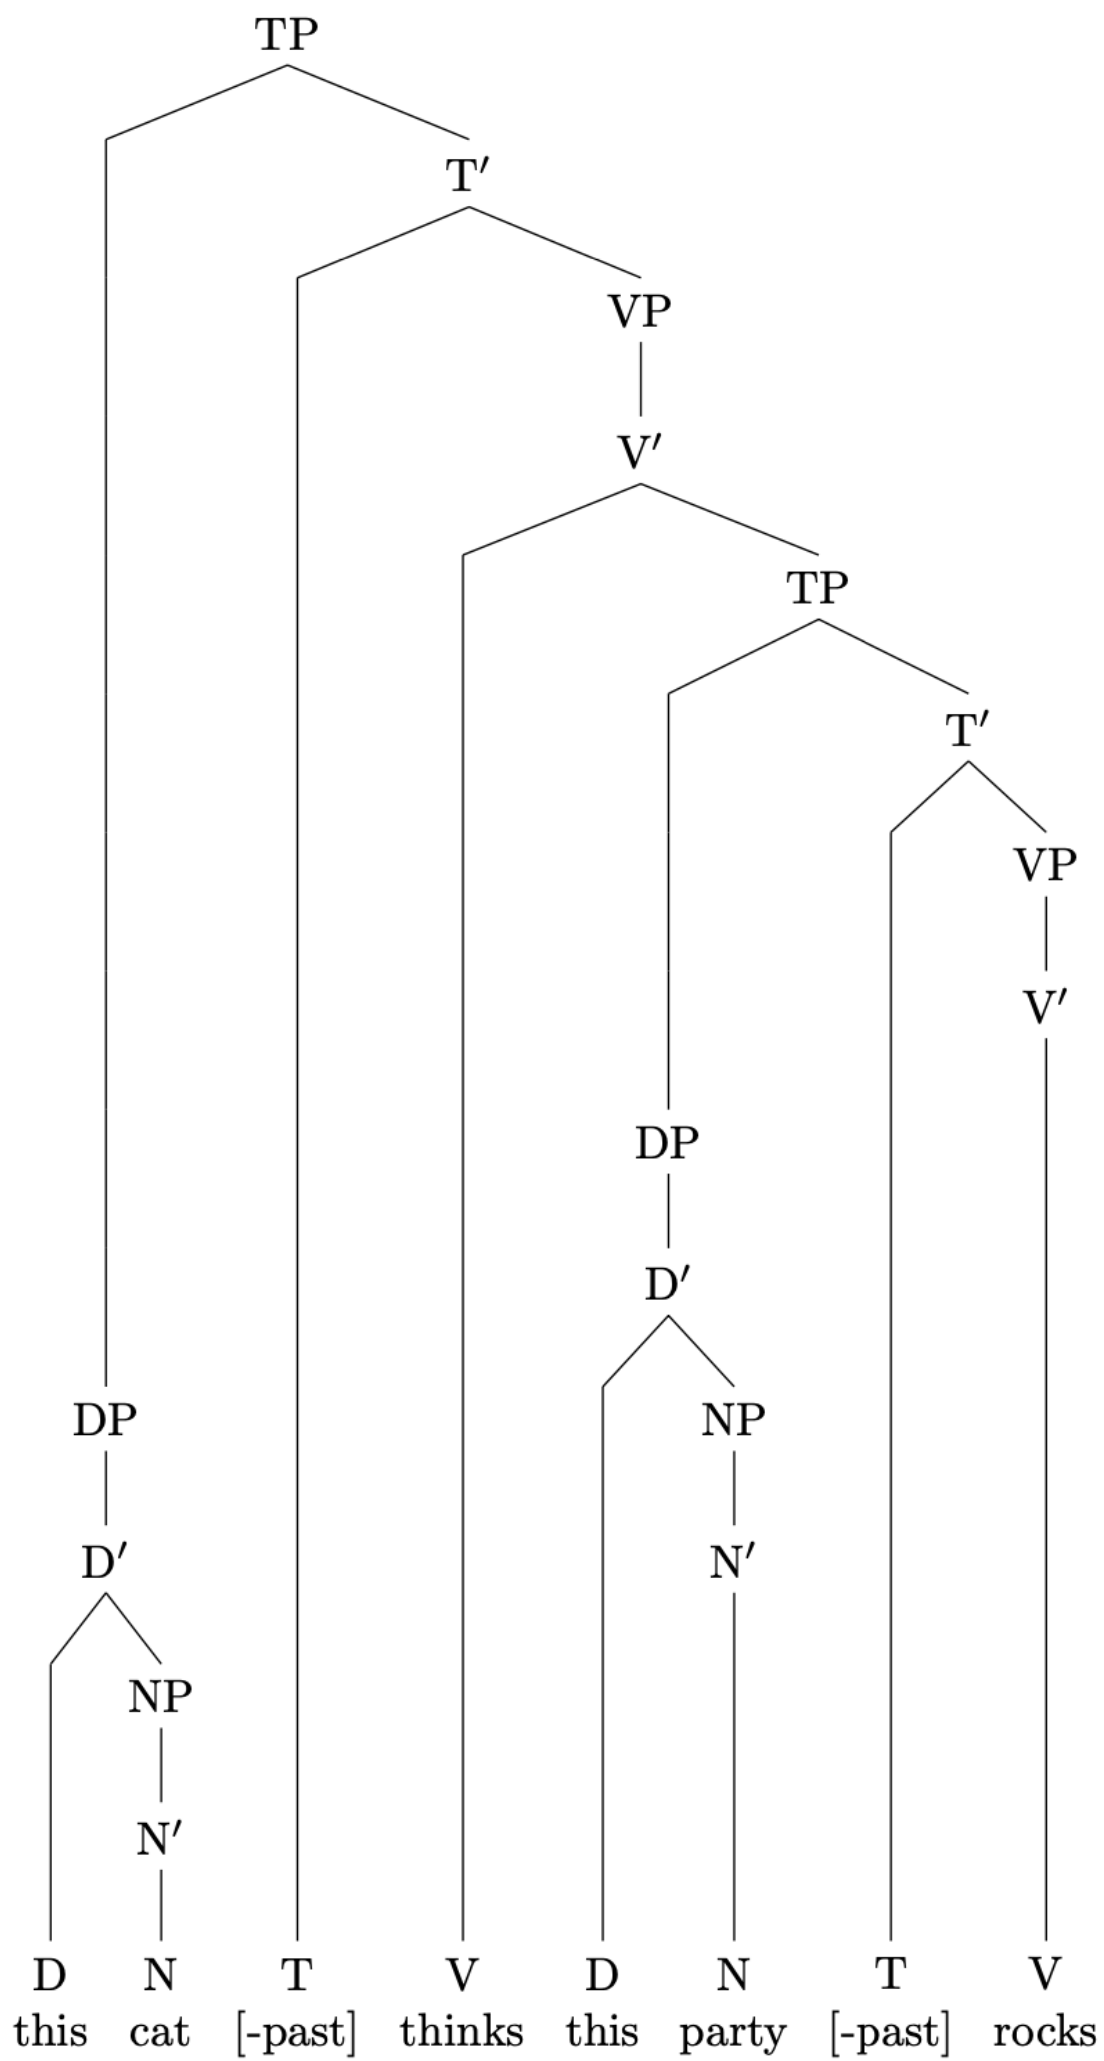 TP
T′
VP
V′
TP
T′
VP
V′
DP
D′
DP NP
D′ N′
NP
N′
D N T V D N T V
this cat [-past] thinks this party [-past] rocks